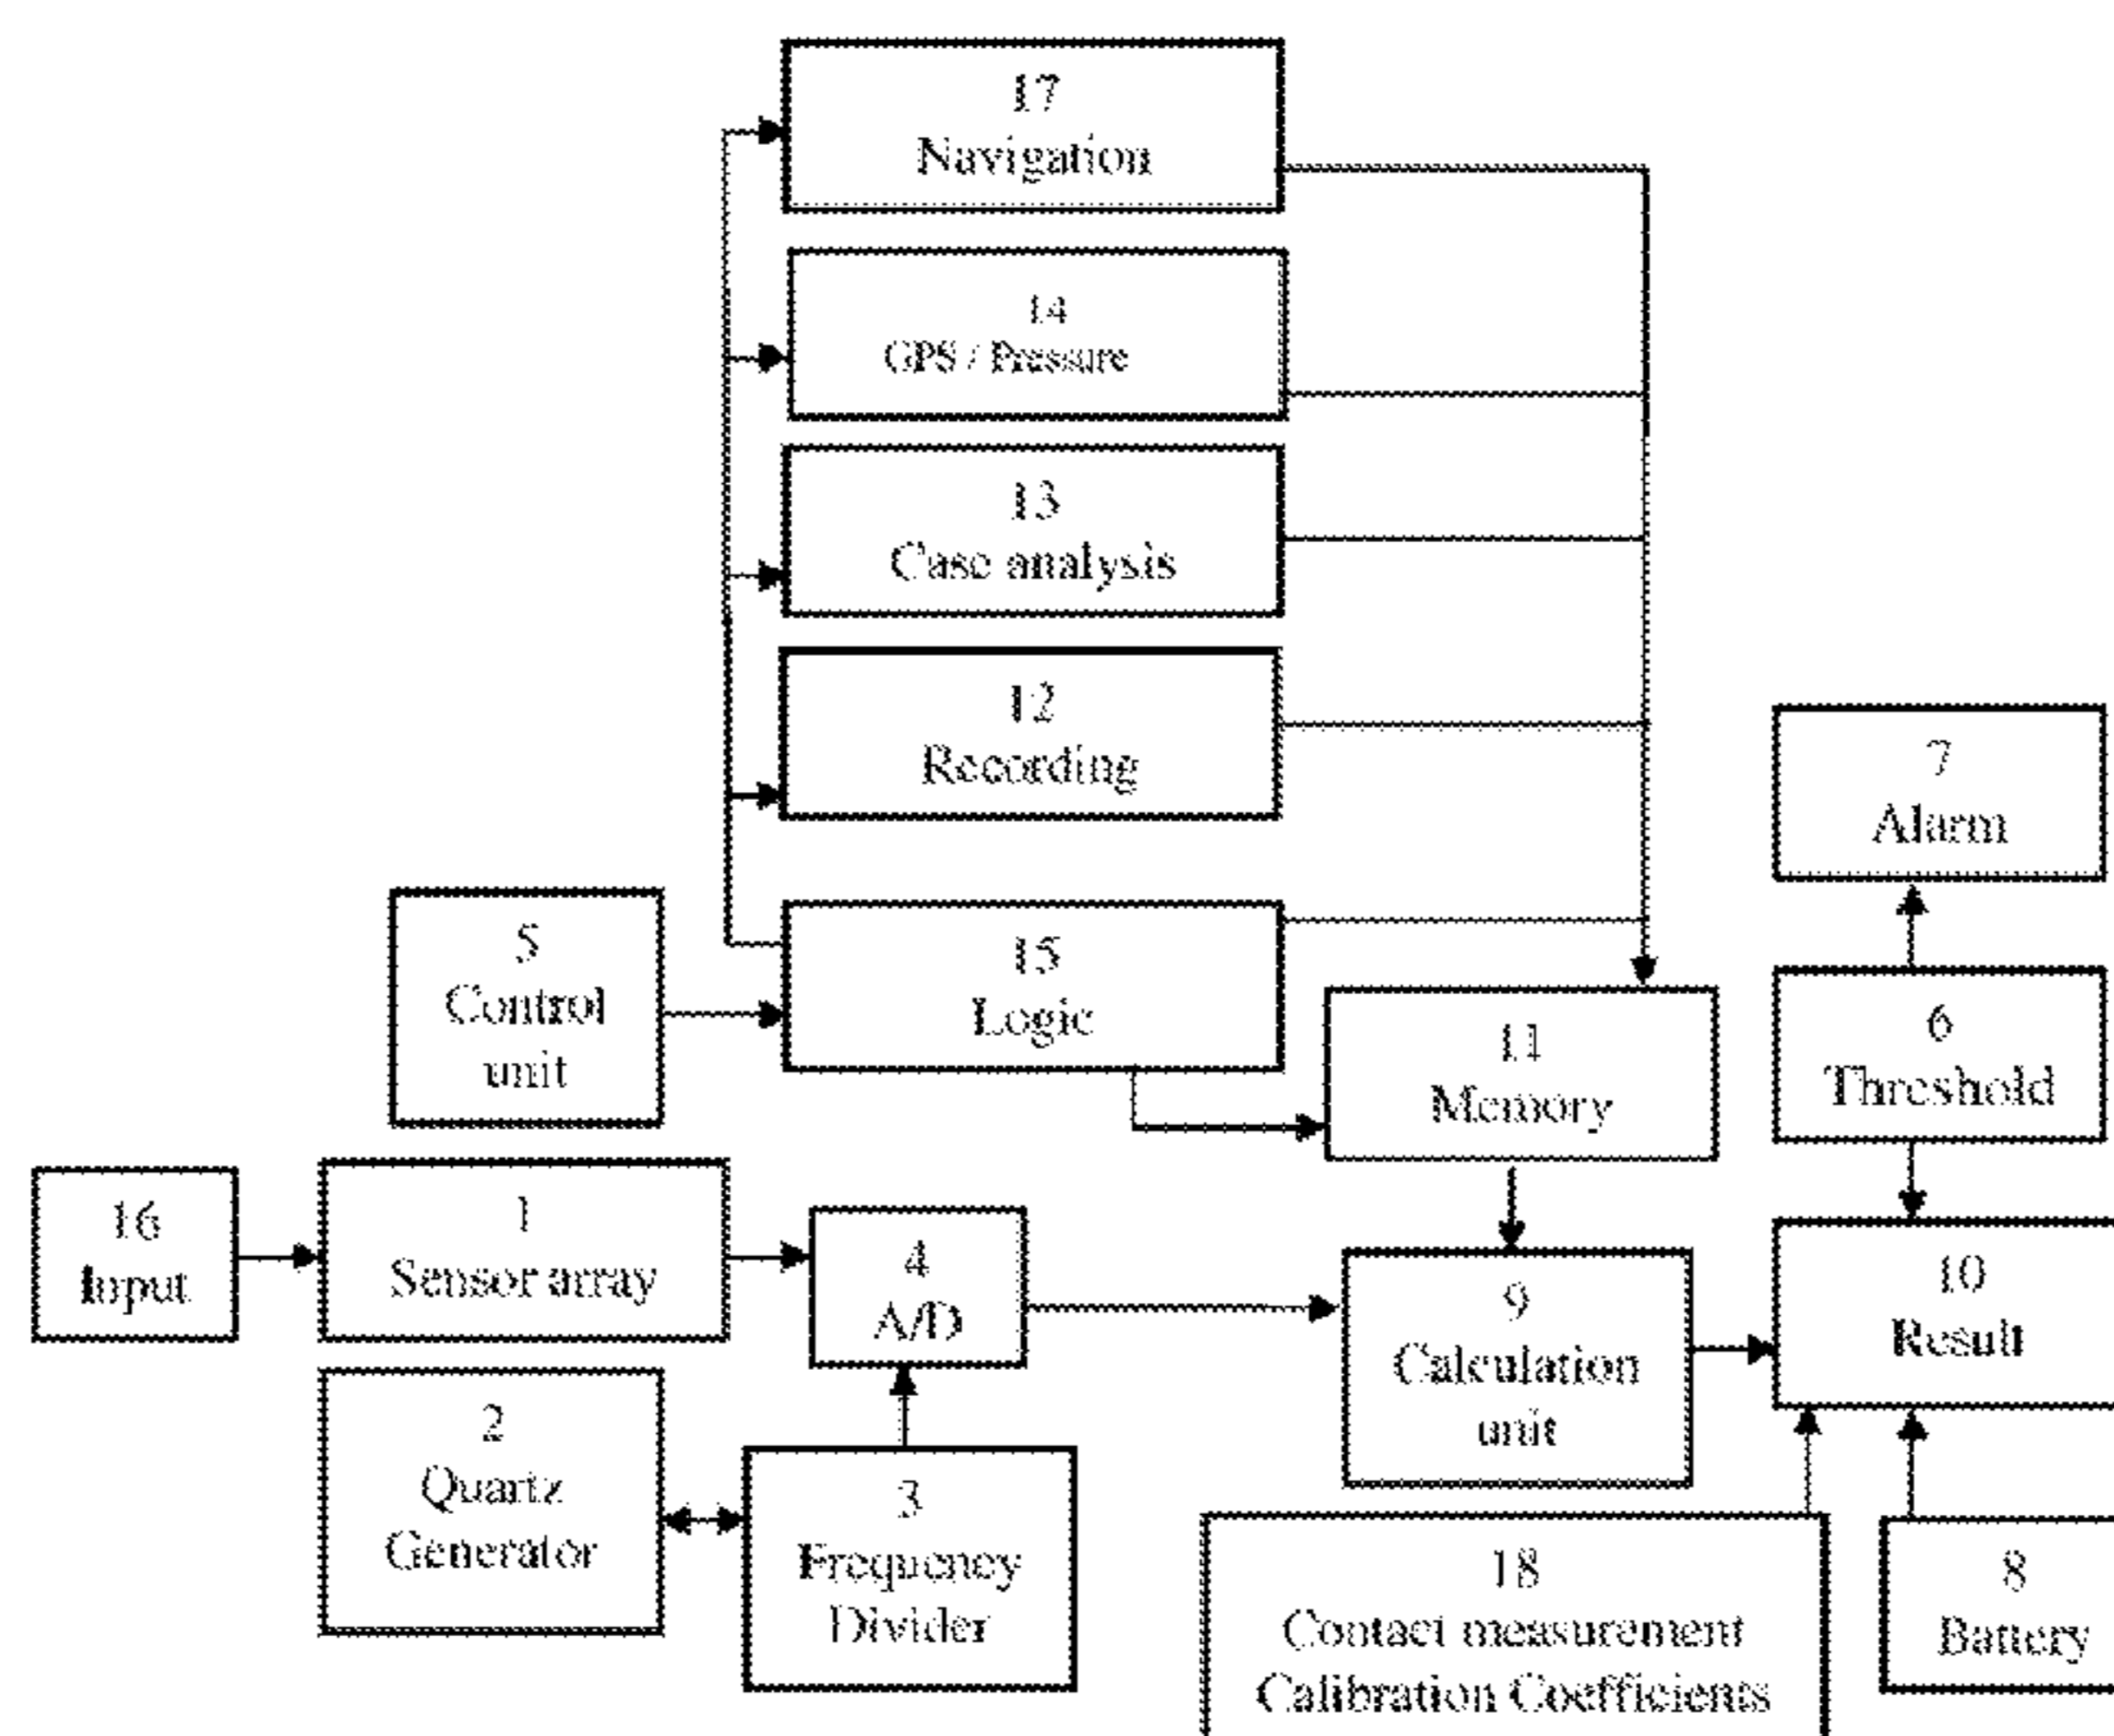 17
Navigation
14
GPS / Pressure
13
Case analysis
12
Recording
7
Alarm
5
Control
unit
15
Logic
11
Memory
6
Threshold
16
Input
1
Sensor array
4
A/D
9
Calculation
unit
10
Result
2
Quartz
Generator
3
Frequency
Divider
18
Contact measurement
Calibration Coefficients
8
Battery